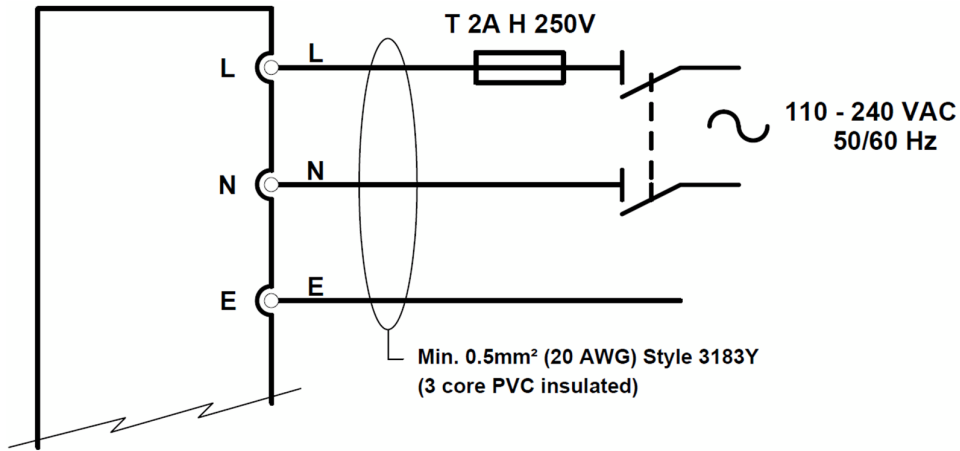 T 2A H 250V
L L
110 - 240 VAC
50/60 Hz
N N
E E
Min. 0.5mm² (20 AWG) Style 3183Y
(3 core PVC insulated)